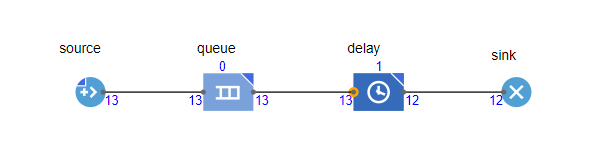 source queue delay sink
0 1
13 13 13 13 12 12